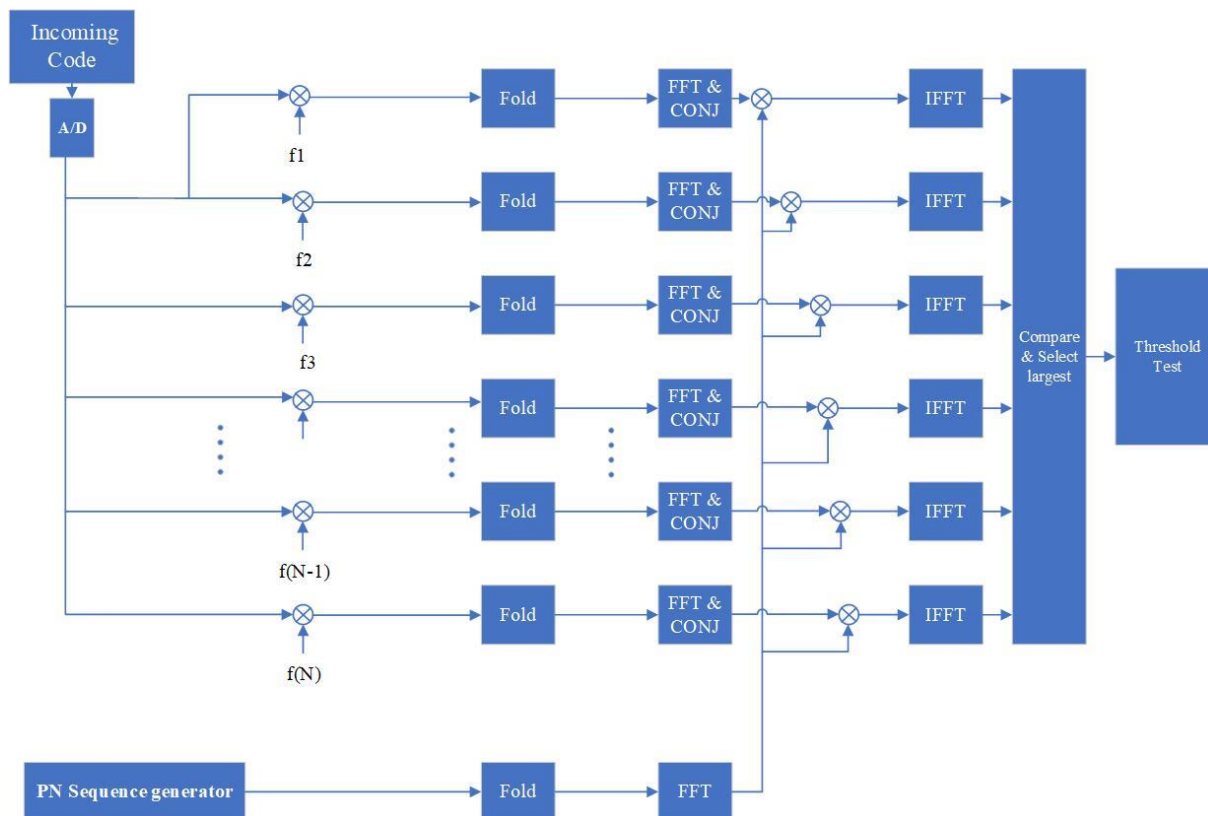 Incoming
Code
A/D
f1
Fold
FFT &
CONJ
IFFT
f2
Fold
FFT &
CONJ
IFFT
f3
Fold
FFT &
CONJ
IFFT
Fold
FFT &
CONJ
IFFT
f(N-1)
Fold
FFT &
CONJ
IFFT
f(N)
Fold
FFT &
CONJ
IFFT
Compare
& Select
largest
Threshold
Test
PN Sequence generator
Fold
FFT